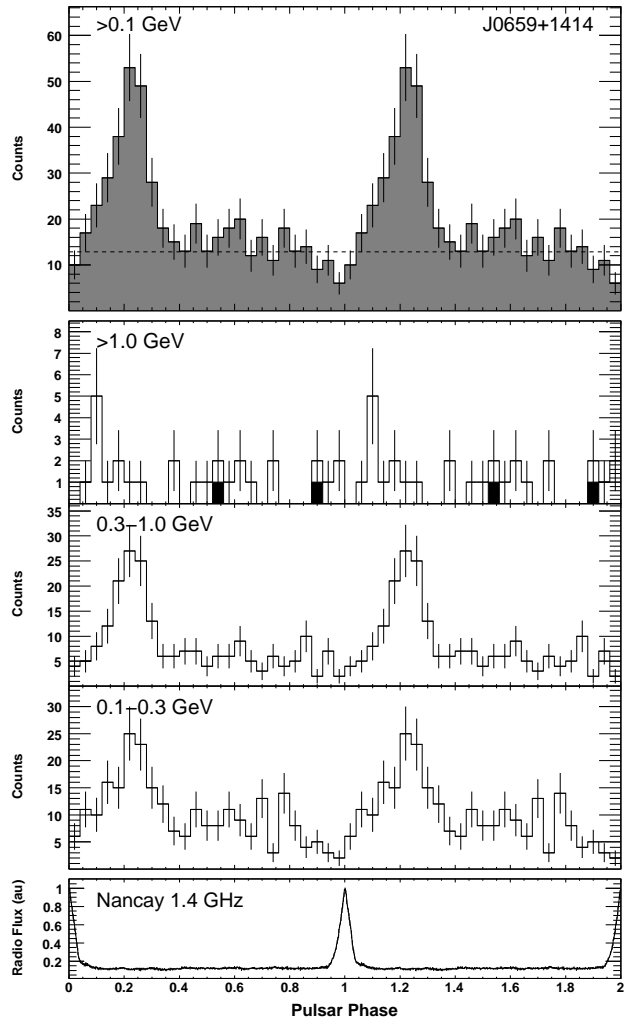 >0.1 GeV J0659+1414
60
50
40
30
20
10
Counts
>1.0 GeV
8
7
6
5
4
3
2
1
Counts
0.3–1.0 GeV
35
30
25
20
15
10
5
Counts
0.1–0.3 GeV
30
25
20
15
10
5
Counts
Nancay 1.4 GHz
1
0.8
0.6
0.4
0.2
Radio Flux (au)
0 0.2 0.4 0.6 0.8 1 1.2 1.4 1.6 1.8 2
Pulsar Phase